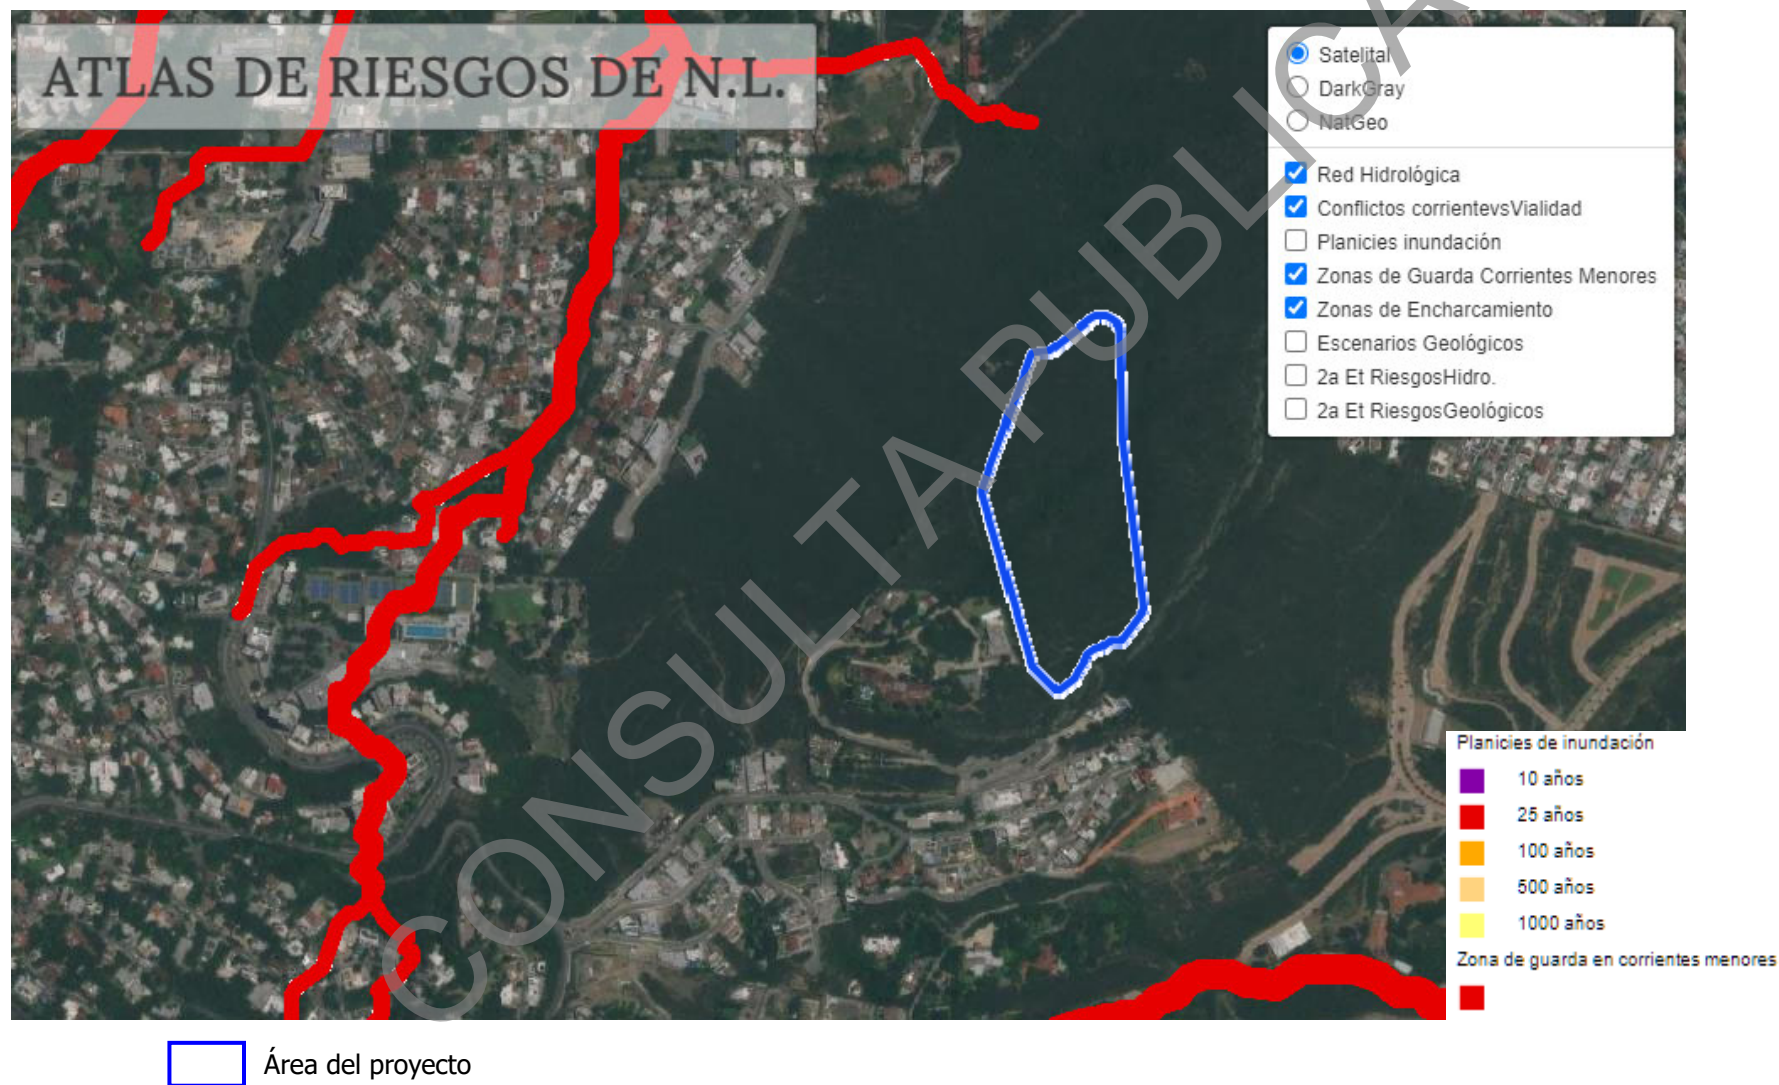 ATLAS DE RIESGOS DE N.L.
Satelital
DarkGray
NatGeo
Red Hidrológica
Conflictos corrientevsVialidad
Planicies inundación
Zonas de Guarda Corrientes Menores
Zonas de Encharcamiento
Escenarios Geológicos
2a Et RiesgosHidro.
2a Et RiesgosGeológicos
CONSULTA PUBLICA
Planicies de inundación
10 años
25 años
100 años
500 años
1000 años
Zona de guarda en corrientes menores
Área del proyecto